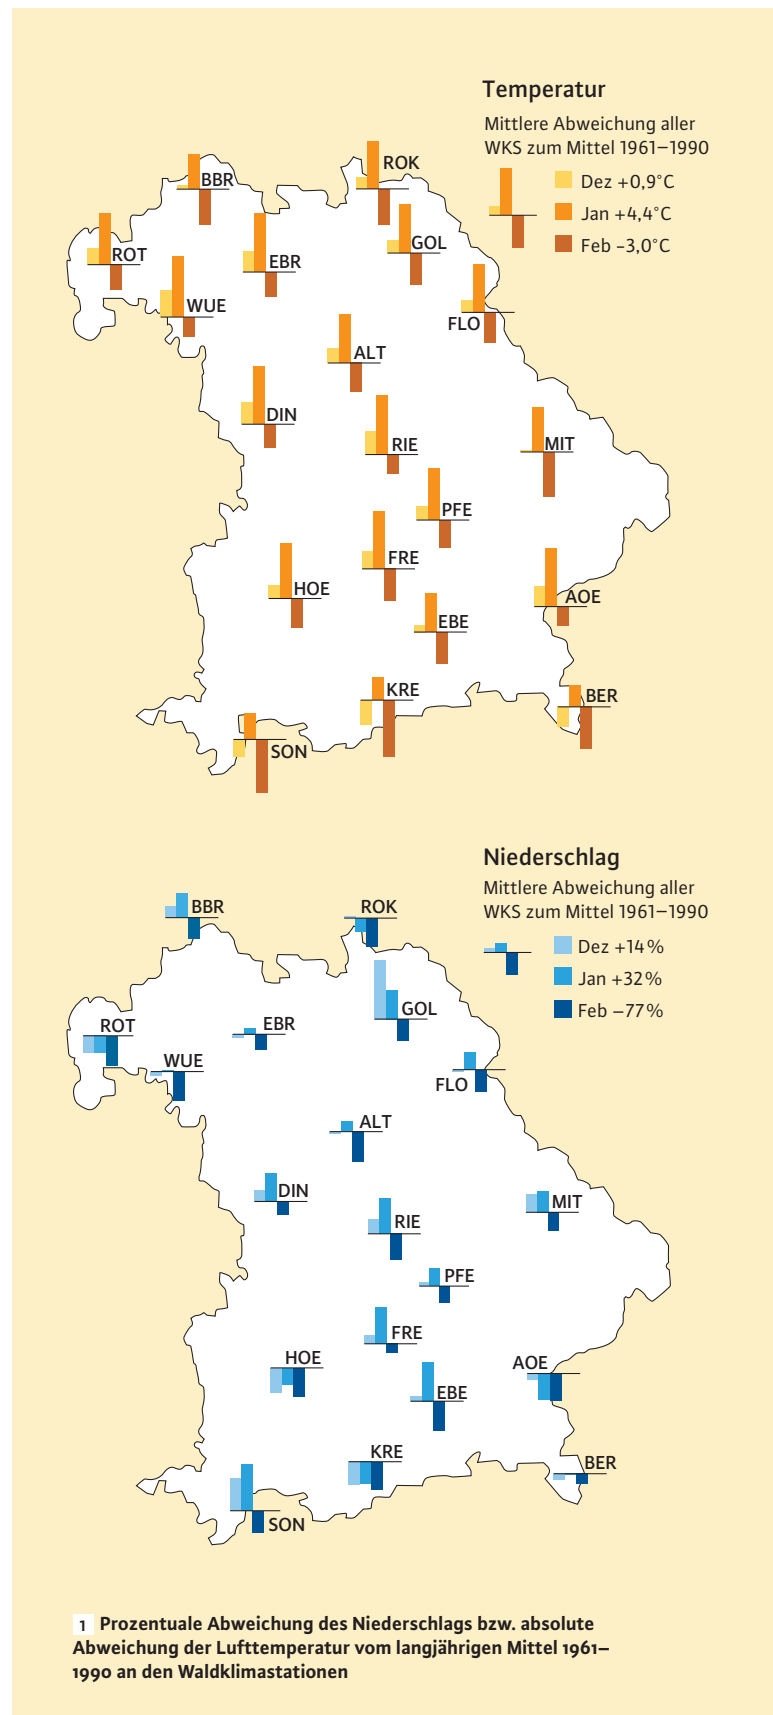 Temperatur
Mittlere Abweichung aller
WKS zum Mittel 1961–1990
Dez +0,9°C
Jan +4,4°C
Feb –3,0°C
ROK
BBR
GOL
ROT
EBR
WUE
FLO
ALT
DIN
RIE
MIT
PFE
FRE
HOE
AOE
EBE
KRE
BER
SON
Niederschlag
Mittlere Abweichung aller
WKS zum Mittel 1961–1990
Dez +14%
Jan +32%
Feb –77%
BBR
ROK
GOL
ROT
EBR
WUE
FLO
ALT
DIN
MIT
RIE
PFE
FRE
HOE
AOE
EBE
KRE
BER
SON
1 Prozentuale Abweichung des Niederschlags bzw. absolute
Abweichung der Lufttemperatur vom langjährigen Mittel 1961–
1990 an den Waldklimastationen